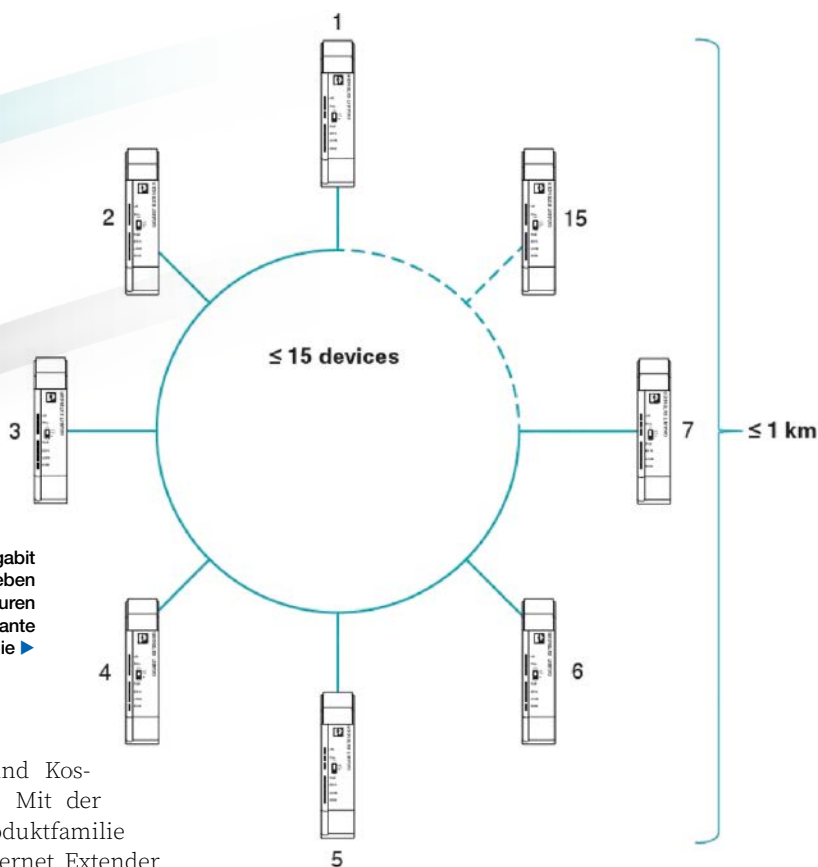 1
2
15
≤ 15 devices
3
7
≤ 1 km
gabit
eben
uren
ante
ie ▶
4
6
und Kos-
Mit der
oduktfamilie
ernet Extender
5